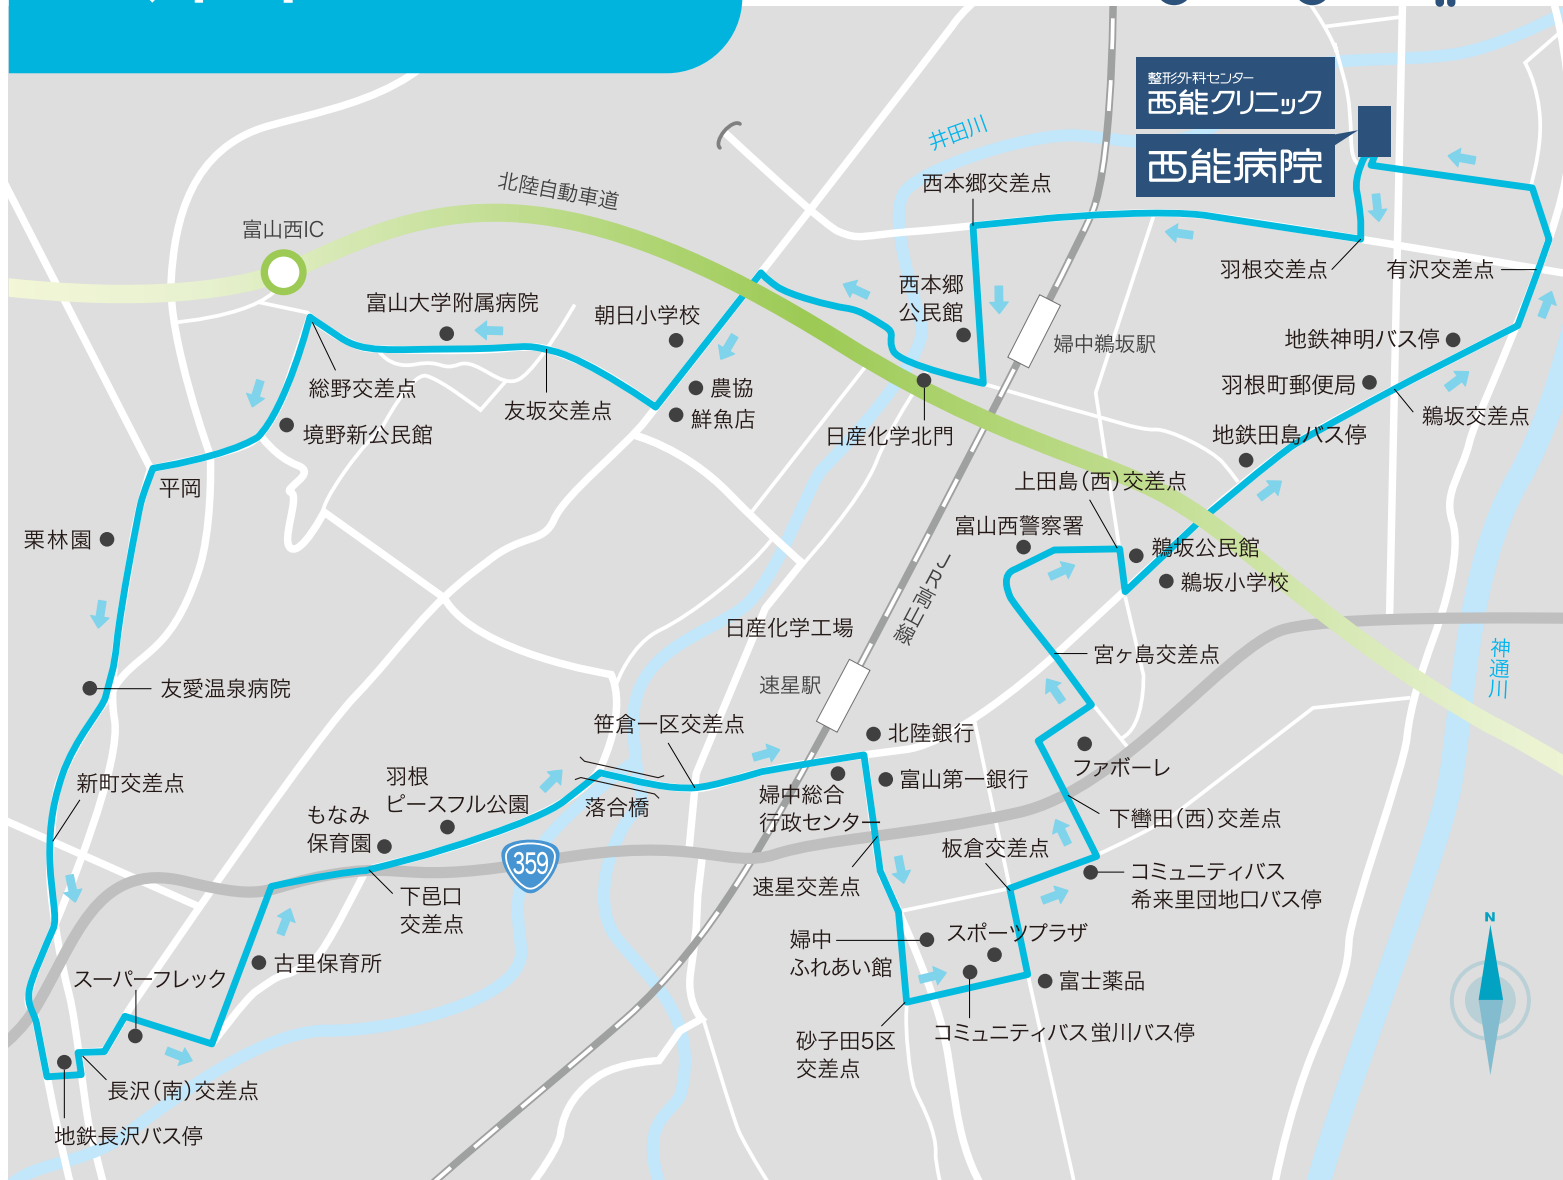 整形外科センター
西能クリニック
西能病院
井田川
西本郷交差点
北陸自動車道
富山西IC
羽根交差点
有沢交差点
西本郷
公民館
富山大学附属病院
朝日小学校
婦中鵜坂駅
地鉄神明バス停
羽根町郵便局
総野交差点
友坂交差点
農協
鮮魚店
鵜坂交差点
境野新公民館
日産化学北門
地鉄田島バス停
平岡
上田島(西)交差点
富山西警察署
栗林園
鵜坂公民館
鵜坂小学校
JR高山線
日産化学工場
宮ヶ島交差点
神通川
速星駅
友愛温泉病院
笹倉一区交差点
北陸銀行
ファボーレ
新町交差点
羽根
ピースフル公園
富山第一銀行
もなみ
保育園
落合橋
婦中総合
行政センター
下轡田(西)交差点
359
板倉交差点
速星交差点
コミュニティバス
希来里団地口バス停
下邑口
交差点
婦中
ふれあい館
スポーツプラザ
N
古里保育所
スーパーフレック
富士薬品
砂子田5区
交差点
コミュニティバス蛍川バス停
長沢(南)交差点
地鉄長沢バス停